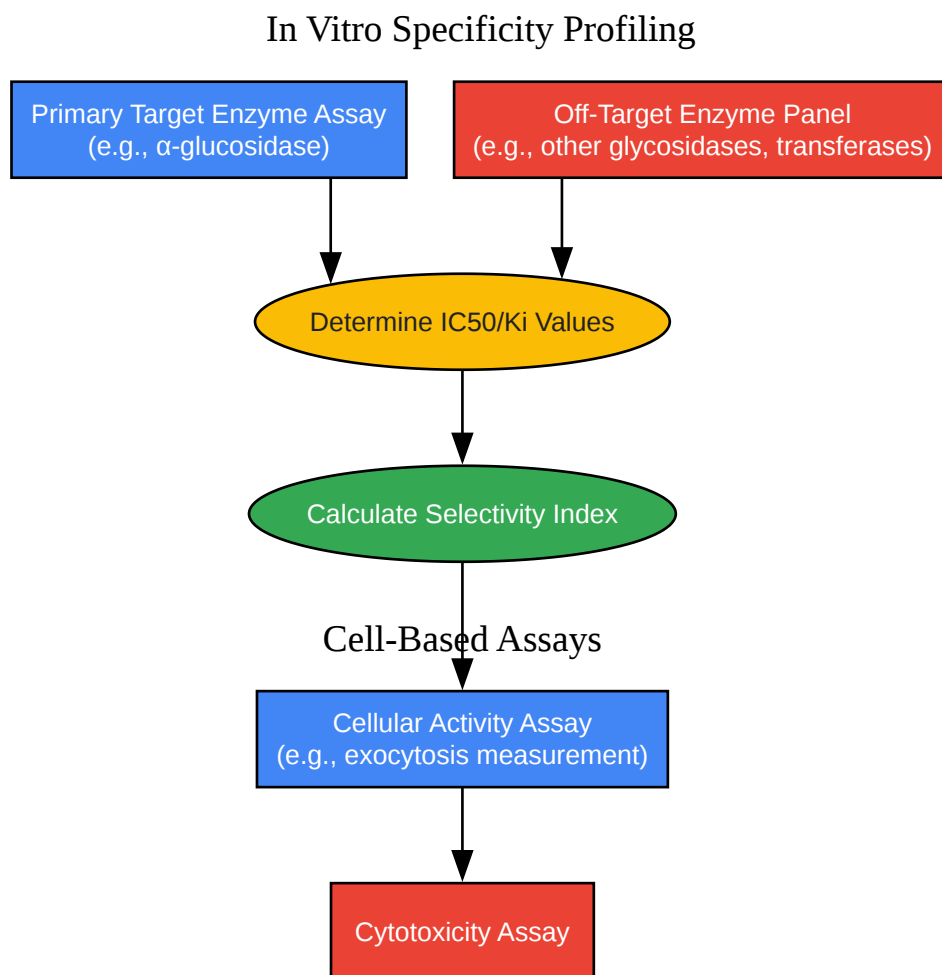 In Vitro Specificity Profiling
Primary Target Enzyme Assay
(e.g., α-glucosidase)
Off-Target Enzyme Panel
(e.g., other glycosidases, transferases)
Determine IC50/Ki Values
Calculate Selectivity Index
Cell-Based Assays
Cellular Activity Assay
(e.g., exocytosis measurement)
Cytotoxicity Assay